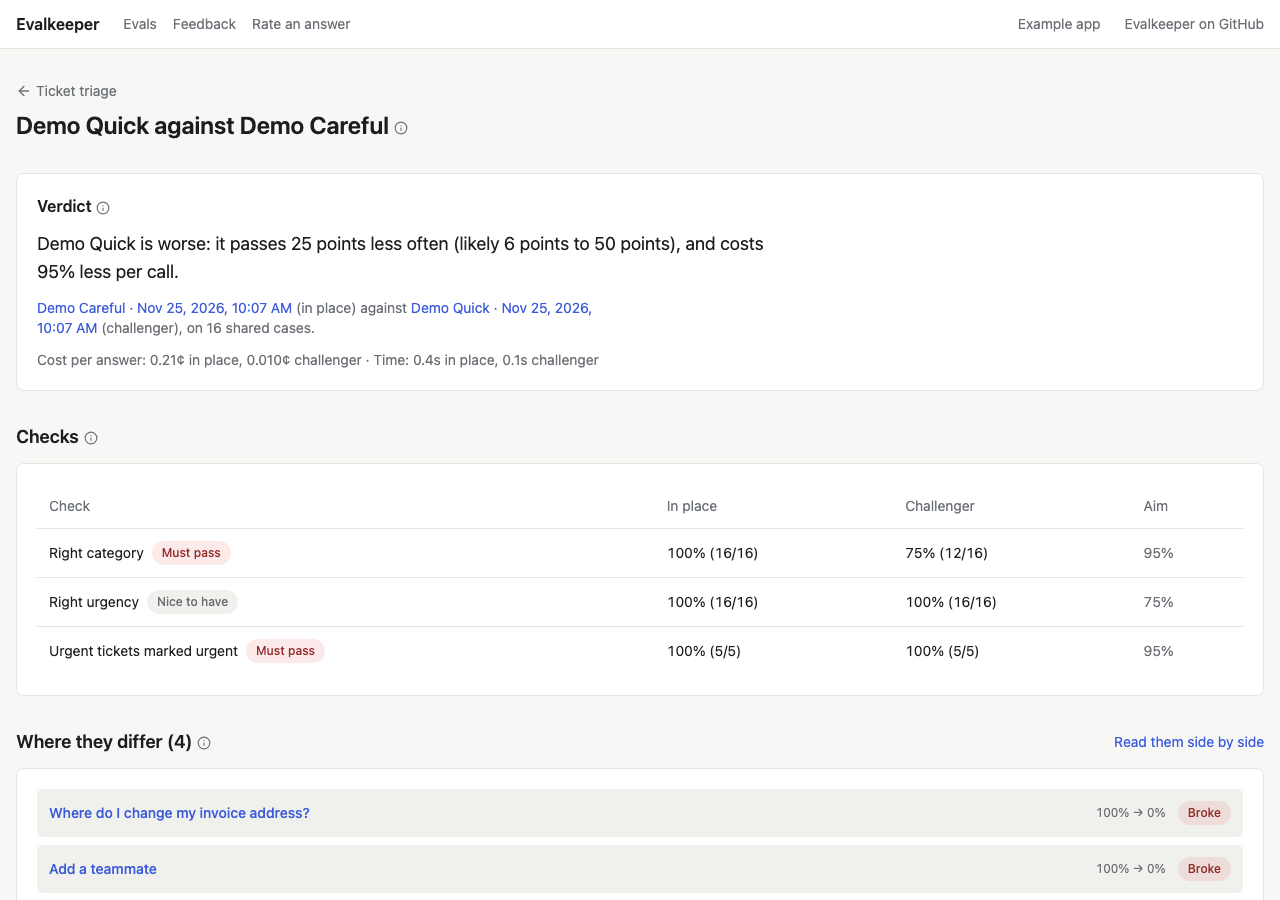 Evalkeeper Evals Feedback Rate an answer Example app Evalkeeper on GitHub
← Ticket triage
Demo Quick against Demo Careful
Verdict
Demo Quick is worse: it passes 25 points less often (likely 6 points to 50 points), and costs
95% less per call.
Demo Careful · Nov 25, 2026, 10:07 AM (in place) against Demo Quick · Nov 25, 2026,
10:07 AM (challenger), on 16 shared cases.
Cost per answer: 0.21¢ in place, 0.010¢ challenger · Time: 0.4s in place, 0.1s challenger
Checks
Check In place Challenger Aim
Right category Must pass 100% (16/16) 75% (12/16) 95%
Right urgency Nice to have 100% (16/16) 100% (16/16) 75%
Urgent tickets marked urgent Must pass 100% (5/5) 100% (5/5) 95%
Where they differ (4) Read them side by side
Where do I change my invoice address? 100% → 0% Broke
Add a teammate 100% → 0% Broke